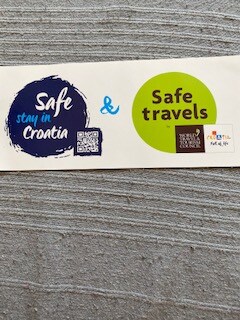 Safe
stay in
Croatia
&
Safe
travels
WORLD
TRAVEL &
TOURISM
COUNCIL
Full of life